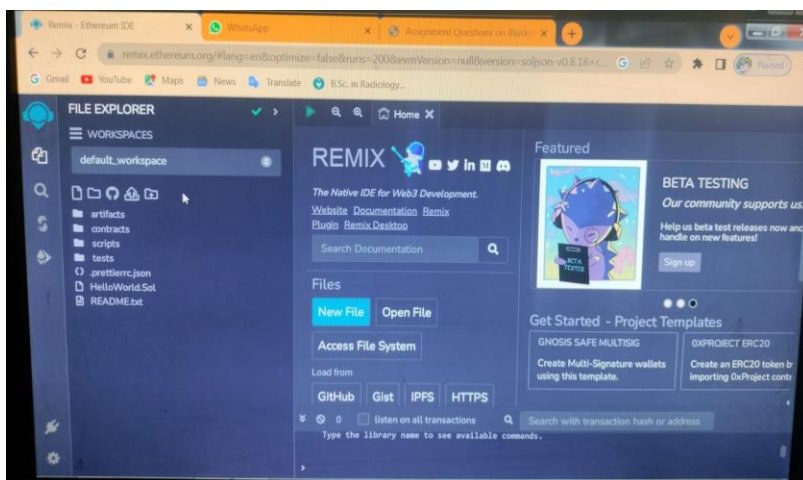 Remix - Ethereum IDE
WhatsApp
Assignment Questions on Block
remix.ethereum.org/#lang=en&optimize=false&runs=200&evmVersion=null&version=soljson-v0.8.18+c...
Paused
Gmail
YouTube
Maps
News
Translate
B.Sc. in Radiology...
FILE EXPLORER
WORKSPACES
default_workspace
artifacts
contracts
scripts
tests
.prettierrc.json
HelloWorld.Sol
README.txt
Home
REMIX
The Native IDE for Web3 Development.
Website Documentation Remix
Plugin Remix Desktop
Search Documentation
Files
New File
Open File
Access File System
Load from
GitHub
Gist
IPFS
HTTPS
Featured
BETA TESTER
BETA TESTING
Our community supports us.
Help us beta test releases now and
handle on new features!
Sign up
Get Started - Project Templates
GNOSIS SAFE MULTISIG
Create Multi-Signature wallets
using this template.
0XPROJECT ERC20
Create an ERC20 token by
importing 0xProject contr
0
listen on all transactions
Search with transaction hash or address
Type the library name to see available commands.
>